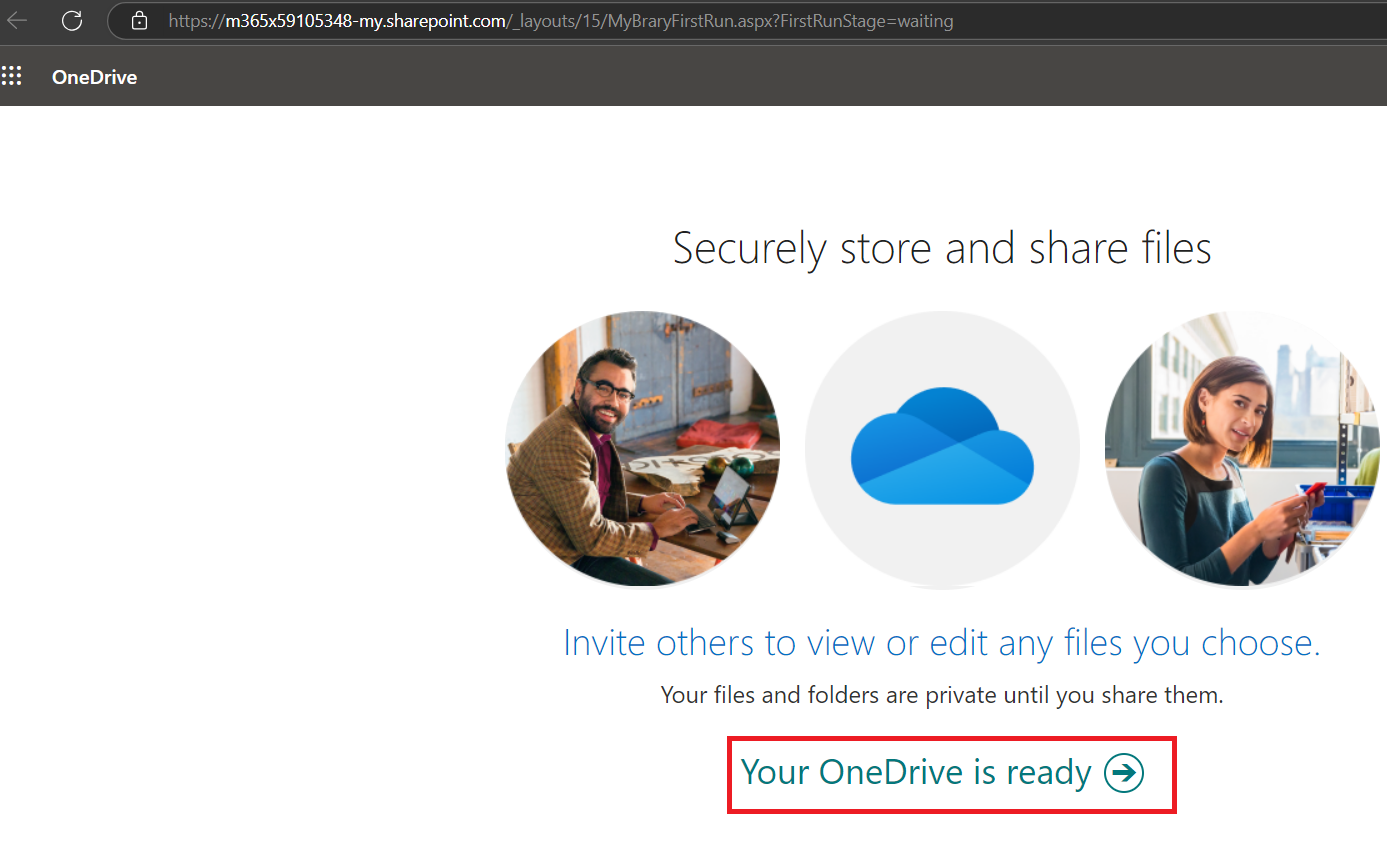 https://m365x59105348-my.sharepoint.com/_layouts/15/MyBraryFirstRun.aspx?FirstRunStage=waiting
OneDrive
Securely store and share files
Invite others to view or edit any files you choose.
Your files and folders are private until you share them.
Your OneDrive is ready